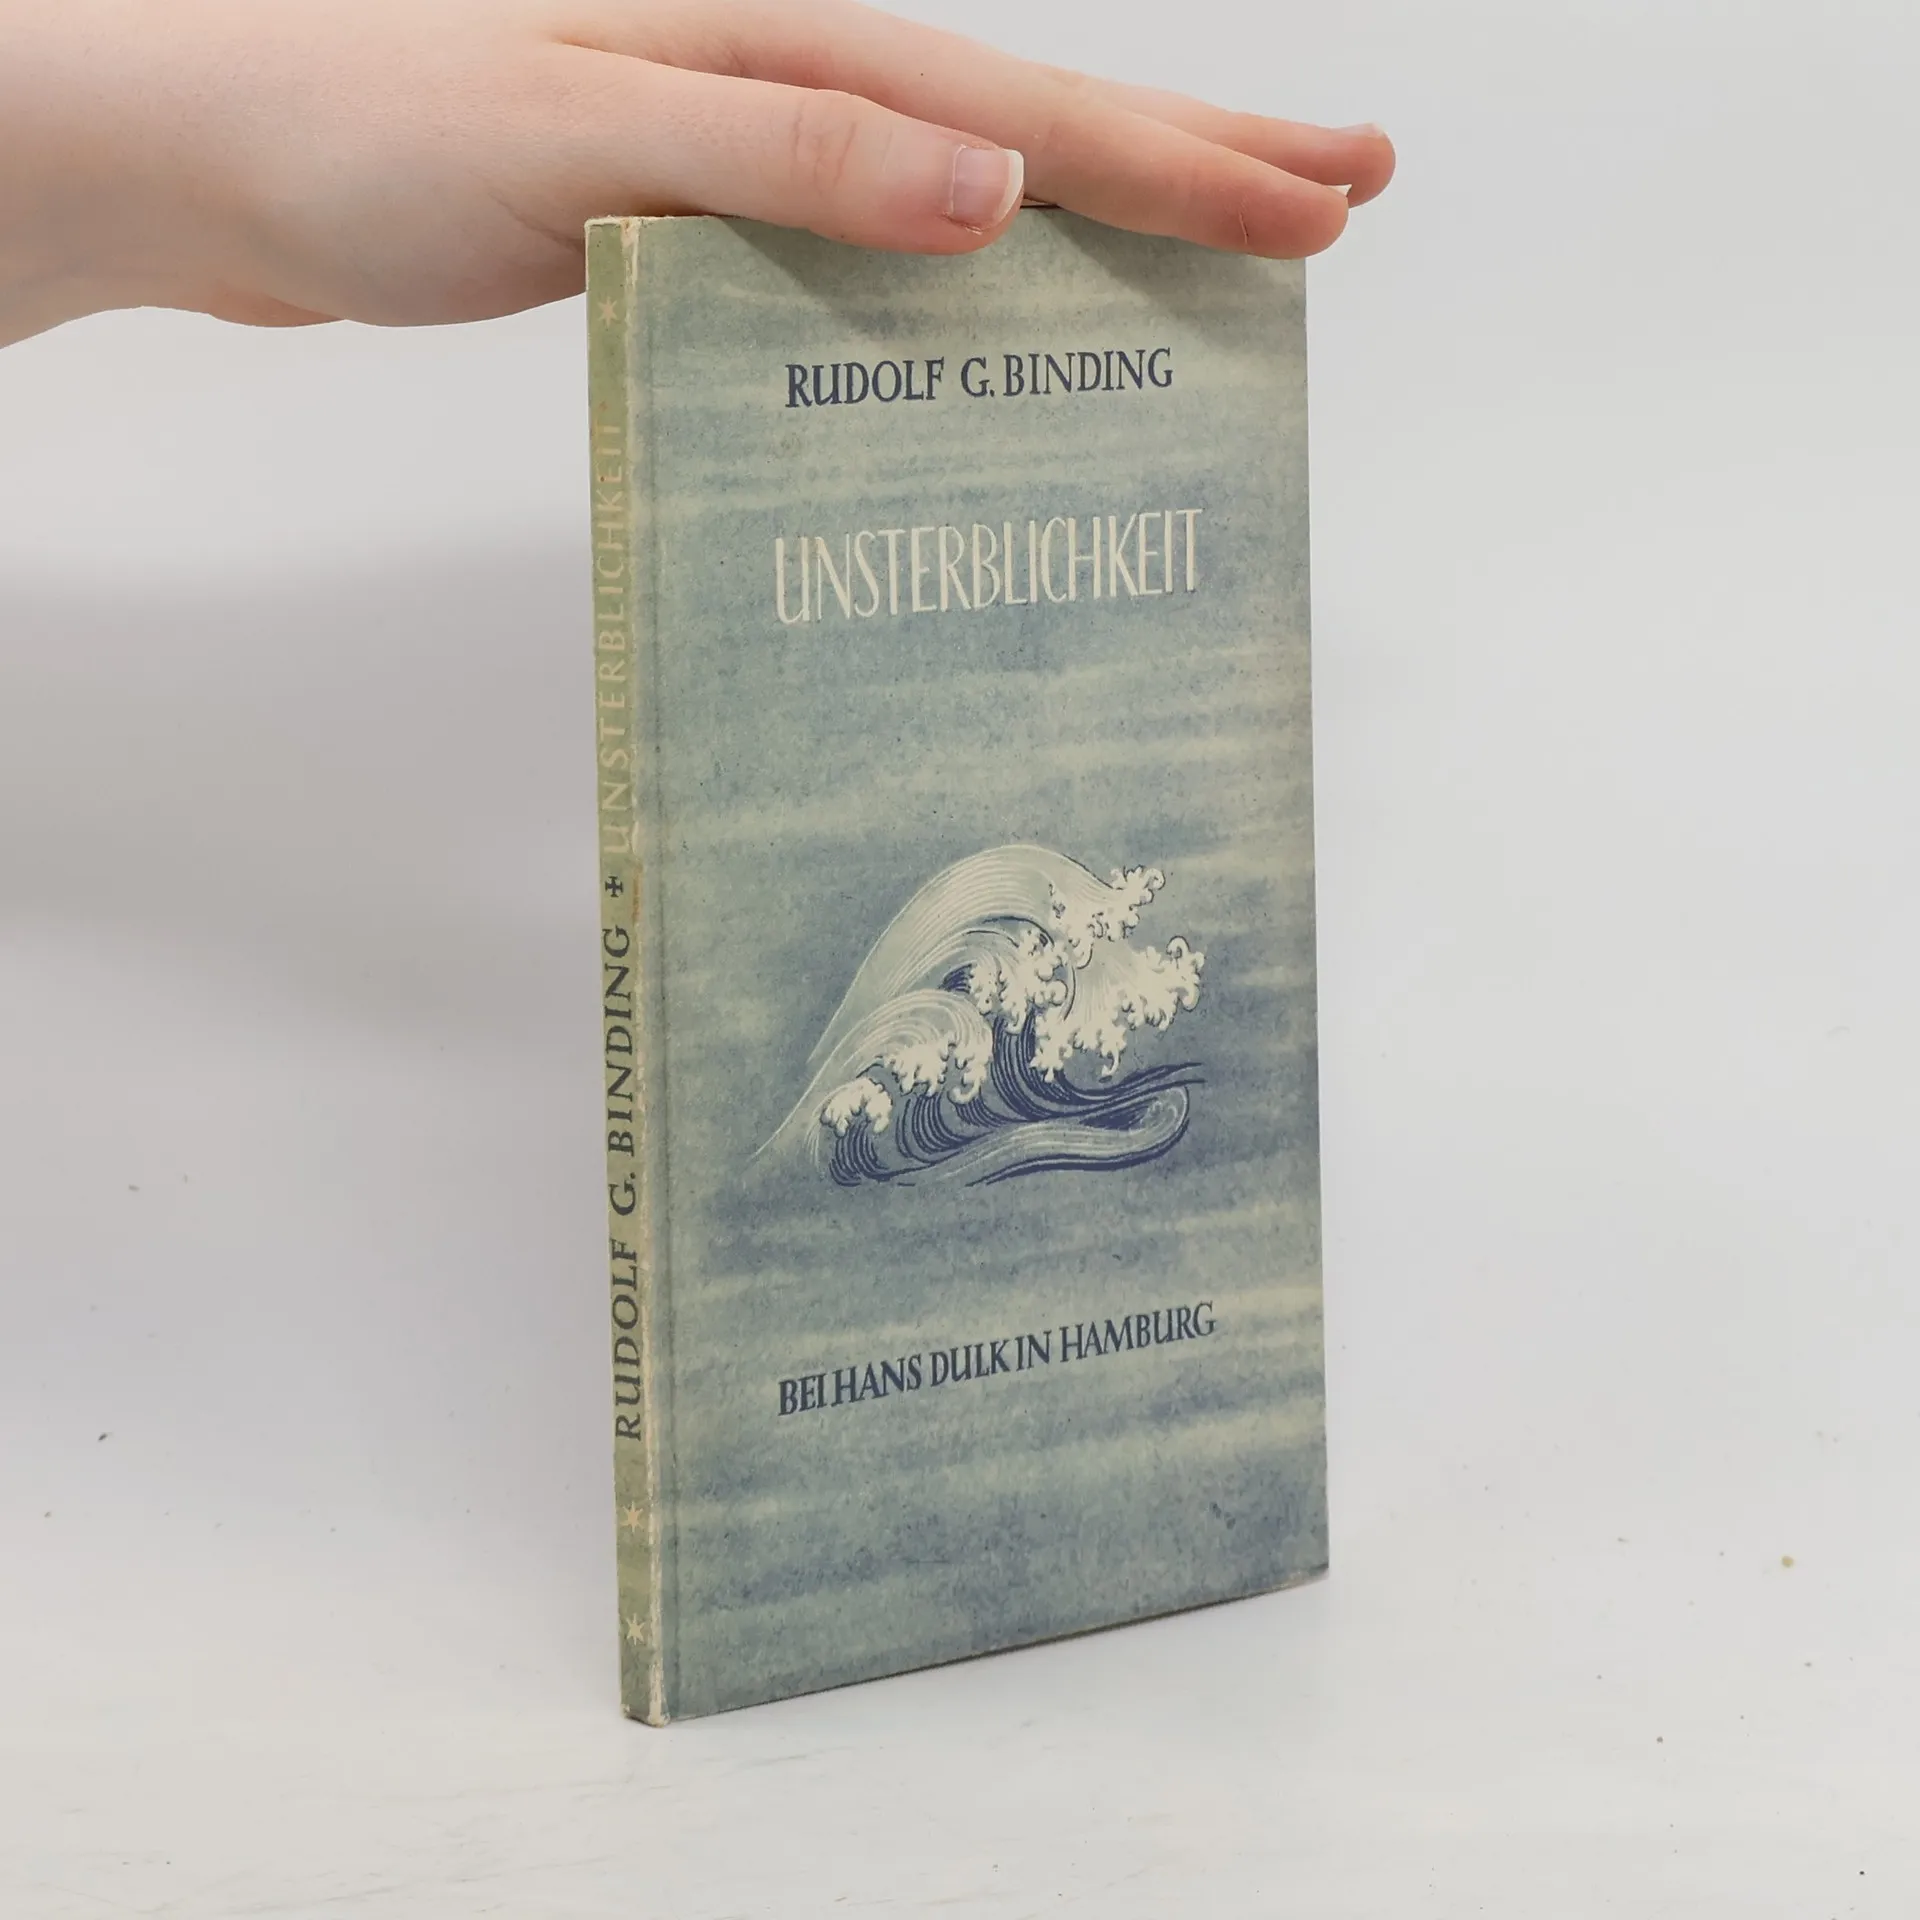 RUDOLF G. BINDING
UNSTERBLICHKEIT
BEI HANS DULK IN HAMBURG
RUDOLF G. BINDING ✠ UNSTERBLICHKEIT